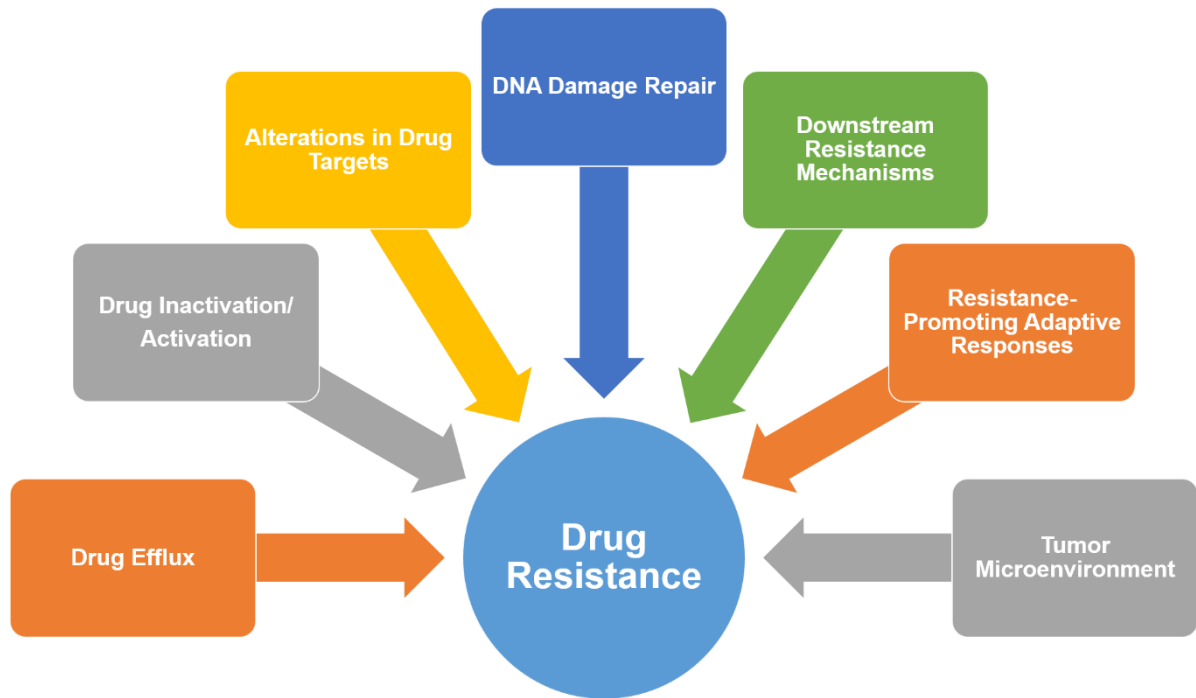 DNA Damage Repair
Alterations in Drug
Targets
Downstream
Resistance
Mechanisms
Drug Inactivation/
Activation
Resistance-
Promoting Adaptive
Responses
Drug Efflux
Drug
Resistance
Tumor
Microenvironment